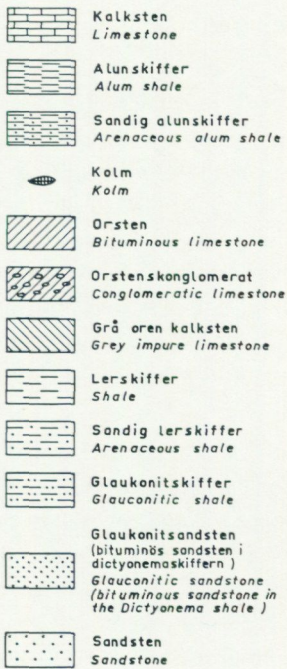 Kalksten
Limestone
Alunskiffer
Alum shale
Sandig alunskiffer
Arenaceous alum shale
Kolm
Kolm
Orsten
Bituminous limestone
Orstenskonglomerat
Conglomeratic limestone
Grå oren kalksten
Grey impure limestone
Lerskiffer
Shale
Sandig lerskiffer
Arenaceous shale
Glaukonitskiffer
Glauconitic shale
Glaukonitsandsten
(bituminös sandsten i
dictyonemaskiffern)
Glauconitic sandstone
(bituminous sandstone in
the Dictyonema shale)
Sandsten
Sandstone